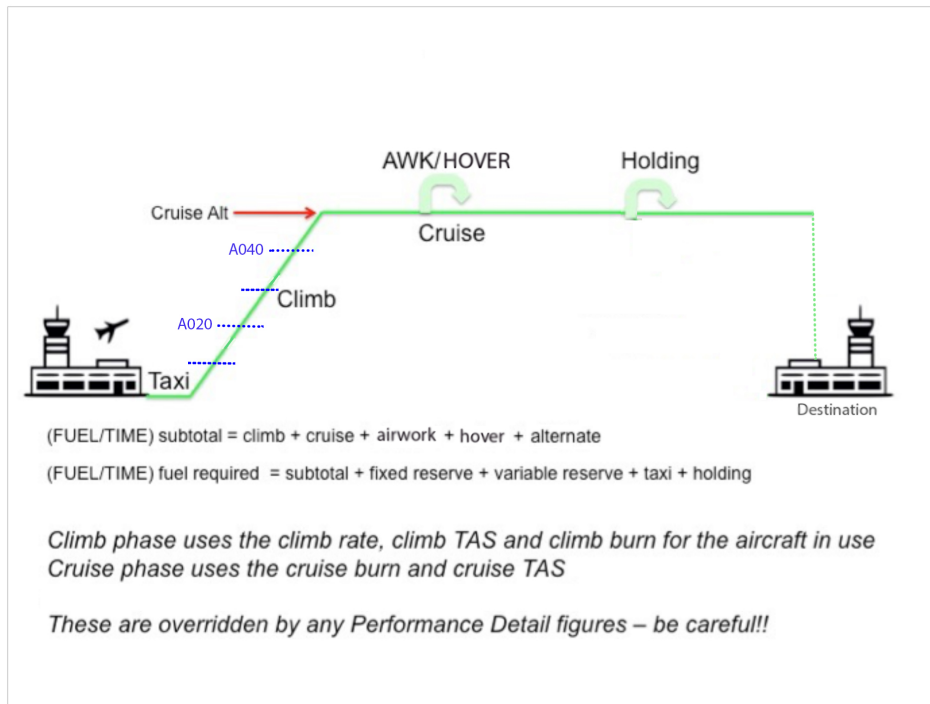 AWK/HOVER
Holding
Cruise Alt
Cruise
A040
Climb
A020
Taxi
Destination
(FUEL/TIME) subtotal = climb + cruise + airwork + hover + alternate
(FUEL/TIME) fuel required = subtotal + fixed reserve + variable reserve + taxi + holding
Climb phase uses the climb rate, climb TAS and climb burn for the aircraft in use
Cruise phase uses the cruise burn and cruise TAS
These are overridden by any Performance Detail figures – be careful!!